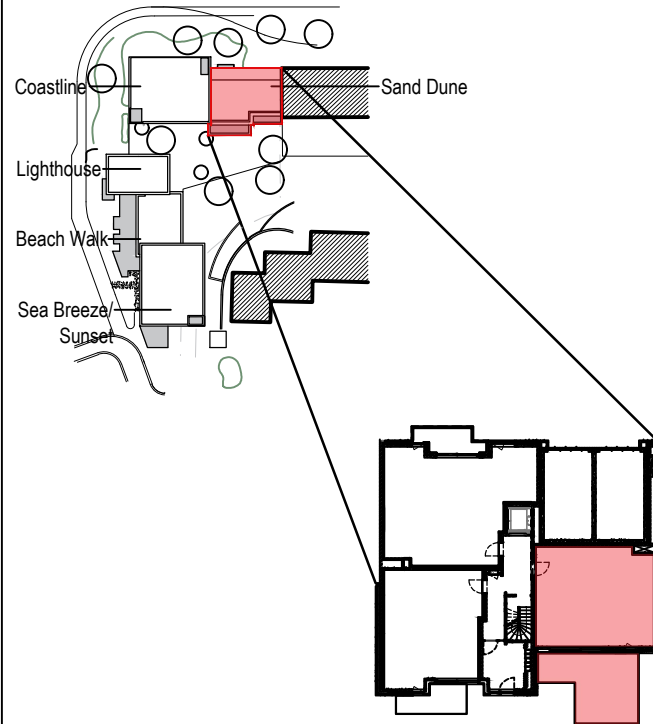 Coastline
Sand Dune
Lighthouse
Beach Walk
Sea Breeze/
Sunset